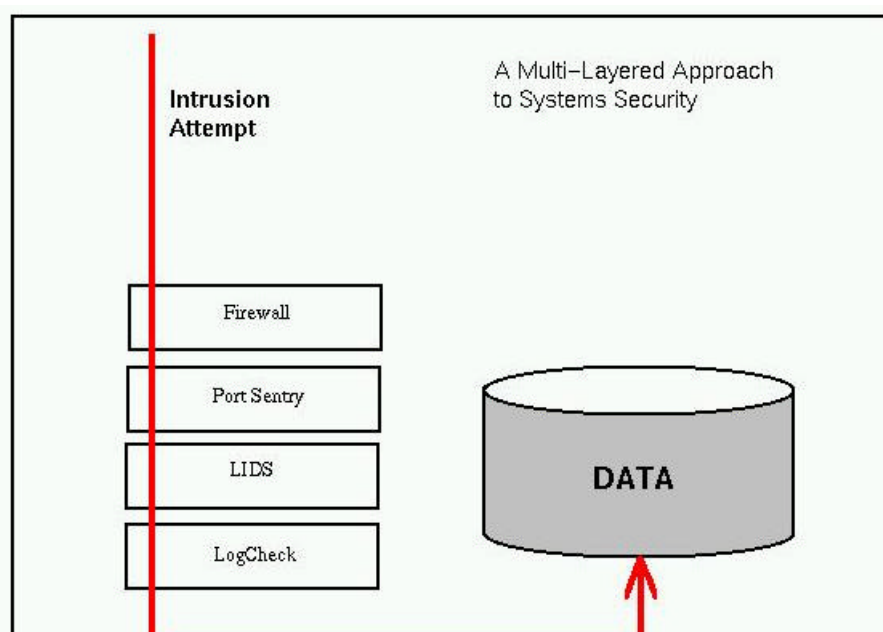 A Multi-Layered Approach
to Systems Security
Intrusion
Attempt
Firewall
Port Sentry
LIDS
LogCheck
DATA